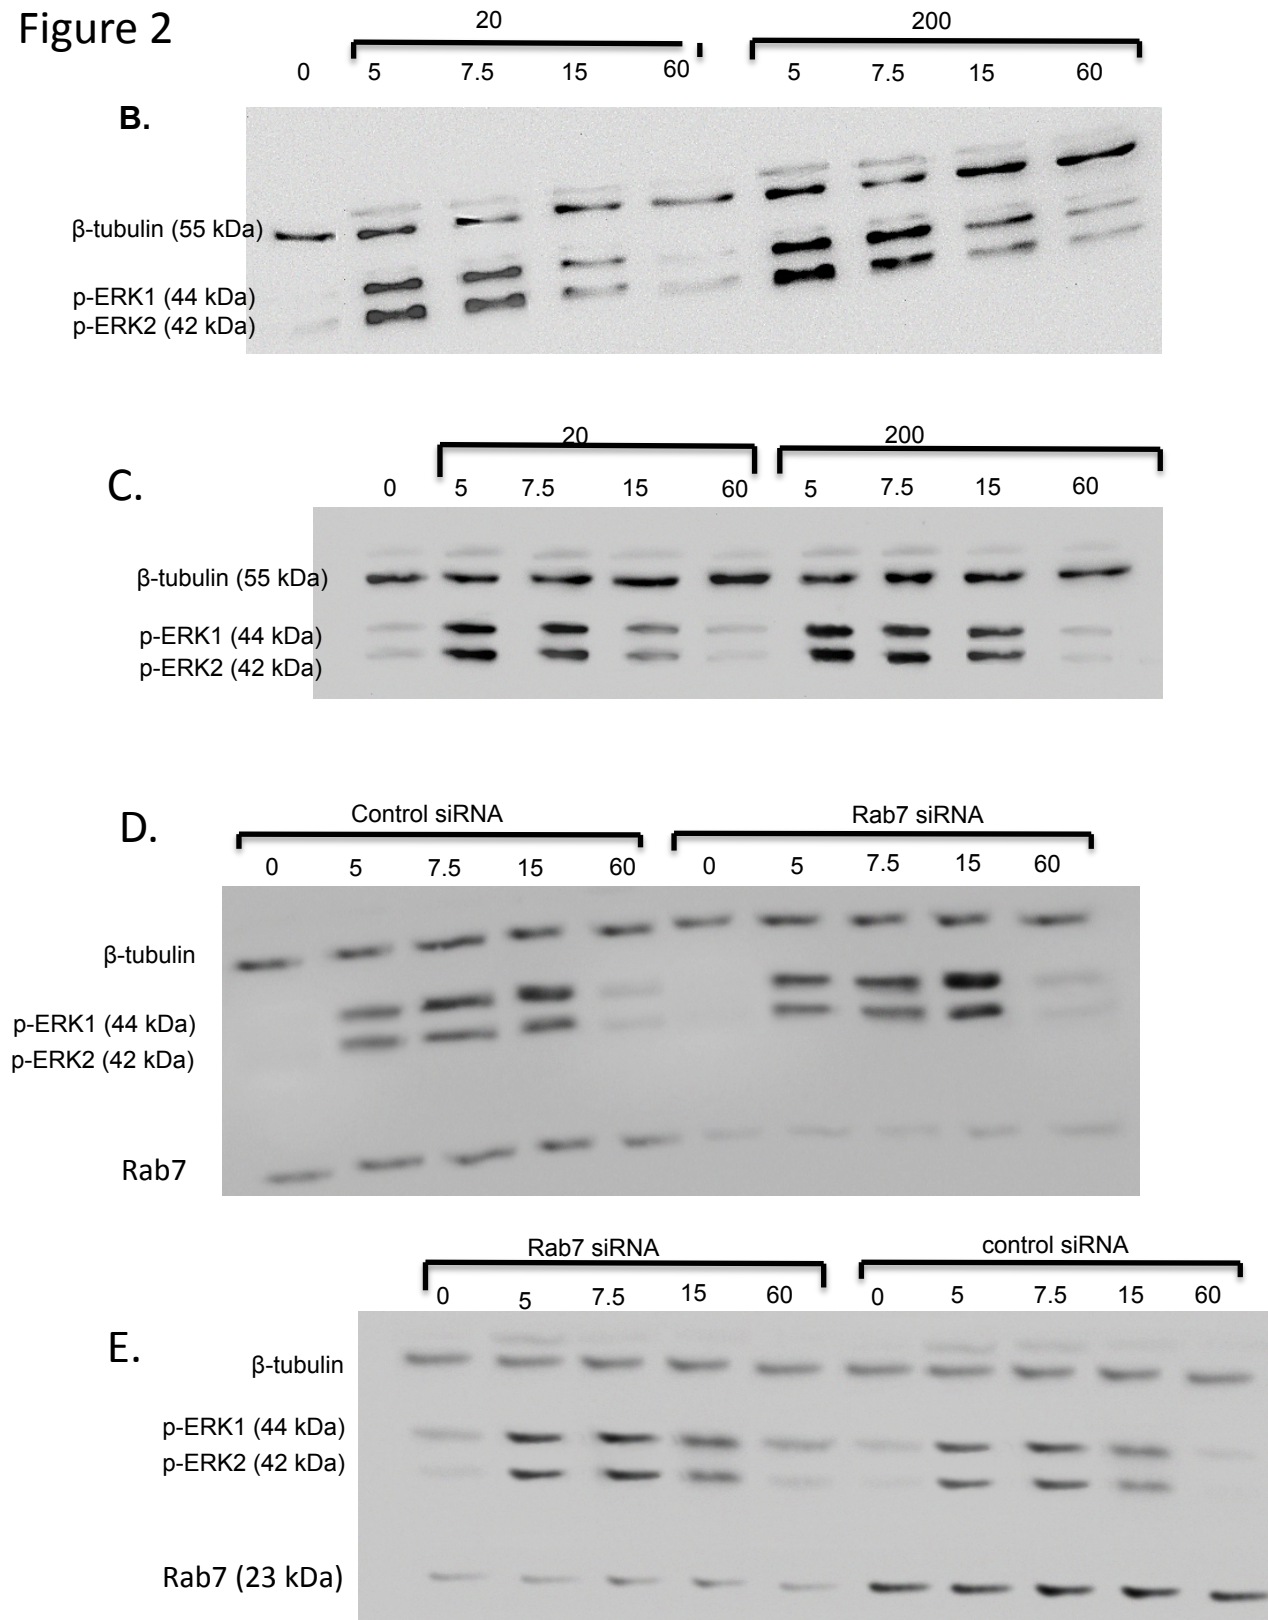 Figure 2
20
200
0
5
7.5
15
60
5
7.5
15
60
B.
β-tubulin (55 kDa)
p-ERK1 (44 kDa)
p-ERK2 (42 kDa)
20
200
C.
0
5
7.5
15
60
5
7.5
15
60
β-tubulin (55 kDa)
p-ERK1 (44 kDa)
p-ERK2 (42 kDa)
D.
Control siRNA
Rab7 siRNA
0
5
7.5
15
60
0
5
7.5
15
60
β-tubulin
p-ERK1 (44 kDa)
p-ERK2 (42 kDa)
Rab7
Rab7 siRNA
control siRNA
0
5
7.5
15
60
0
5
7.5
15
60
E.
β-tubulin
p-ERK1 (44 kDa)
p-ERK2 (42 kDa)
Rab7 (23 kDa)